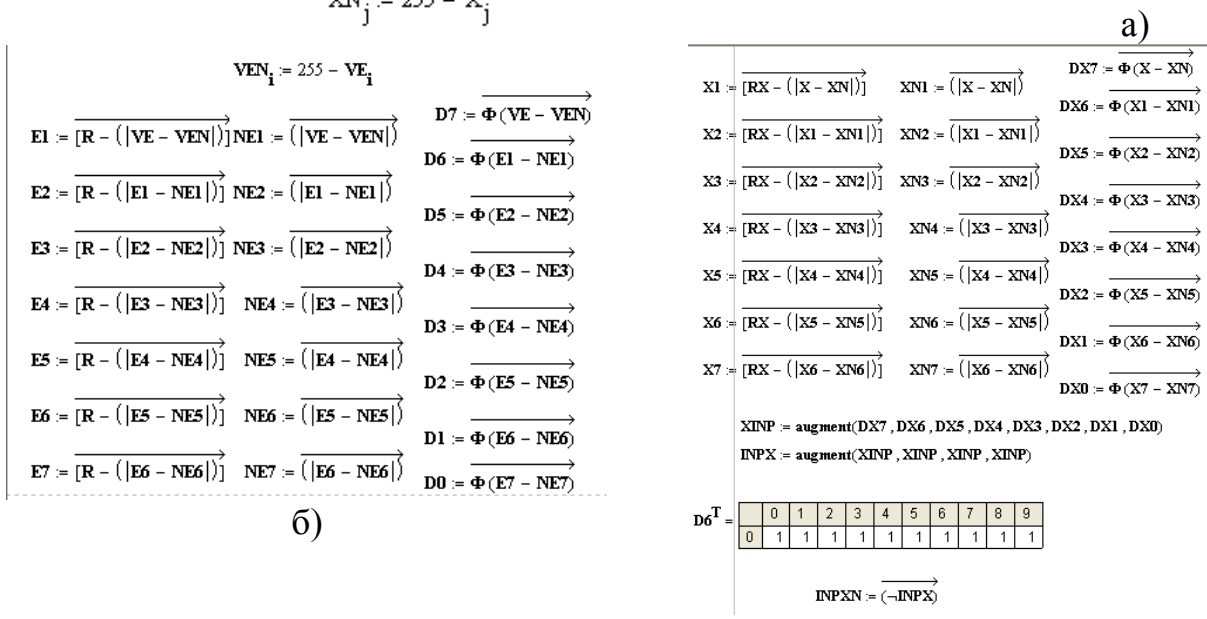 XN_j := 255 − X_j
а)
VEN_i := 255 − VE_i
D7 := Φ(VE − VEN)
E1 := [R − (|VE − VEN|)] NE1 := (|VE − VEN|)
D6 := Φ(E1 − NE1)
E2 := [R − (|E1 − NE1|)] NE2 := (|E1 − NE1|)
D5 := Φ(E2 − NE2)
E3 := [R − (|E2 − NE2|)] NE3 := (|E2 − NE2|)
D4 := Φ(E3 − NE3)
E4 := [R − (|E3 − NE3|)] NE4 := (|E3 − NE3|)
D3 := Φ(E4 − NE4)
E5 := [R − (|E4 − NE4|)] NE5 := (|E4 − NE4|)
D2 := Φ(E5 − NE5)
E6 := [R − (|E5 − NE5|)] NE6 := (|E5 − NE5|)
D1 := Φ(E6 − NE6)
E7 := [R − (|E6 − NE6|)] NE7 := (|E6 − NE6|)
D0 := Φ(E7 − NE7)
б)
DX7 := Φ(X − XN)
X1 := [RX − (|X − XN|)] XN1 := (|X − XN|)
DX6 := Φ(X1 − XN1)
X2 := [RX − (|X1 − XN1|)] XN2 := (|X1 − XN1|)
DX5 := Φ(X2 − XN2)
X3 := [RX − (|X2 − XN2|)] XN3 := (|X2 − XN2|)
DX4 := Φ(X3 − XN3)
X4 := [RX − (|X3 − XN3|)] XN4 := (|X3 − XN3|)
DX3 := Φ(X4 − XN4)
X5 := [RX − (|X4 − XN4|)] XN5 := (|X4 − XN4|)
DX2 := Φ(X5 − XN5)
X6 := [RX − (|X5 − XN5|)] XN6 := (|X5 − XN5|)
DX1 := Φ(X6 − XN6)
X7 := [RX − (|X6 − XN6|)] XN7 := (|X6 − XN6|)
DX0 := Φ(X7 − XN7)
XINP := augment(DX7 , DX6 , DX5 , DX4 , DX3 , DX2 , DX1 , DX0)
INPX := augment(XINP , XINP , XINP , XINP)
D6^T =
0 1 2 3 4 5 6 7 8 9
0 1 1 1 1 1 1 1 1 1 1
INPXN := (¬INPX)